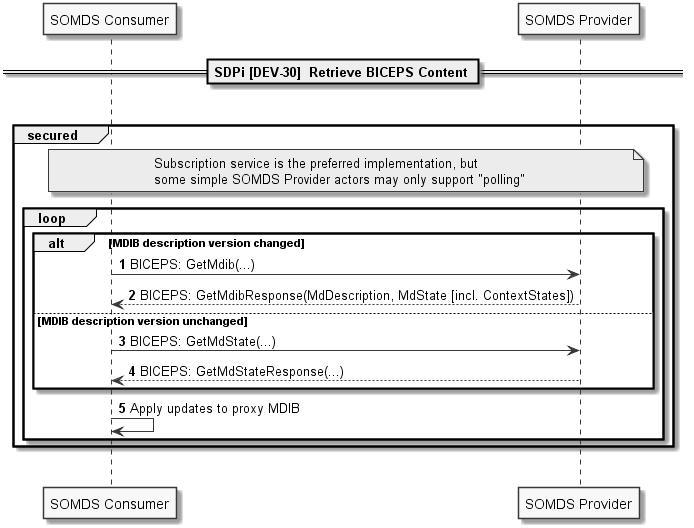 SOMDS Consumer
SOMDS Provider
SDPi [DEV-30]  Retrieve BICEPS Content
secured
Subscription service is the preferred implementation, but
some simple SOMDS Provider actors may only support "polling"
loop
alt
[MDIB description version changed]
1 BICEPS: GetMdib(...)
2 BICEPS: GetMdibResponse(MdDescription, MdState [incl. ContextStates])
[MDIB description version unchanged]
3 BICEPS: GetMdState(...)
4 BICEPS: GetMdStateResponse(...)
5 Apply updates to proxy MDIB
SOMDS Consumer
SOMDS Provider